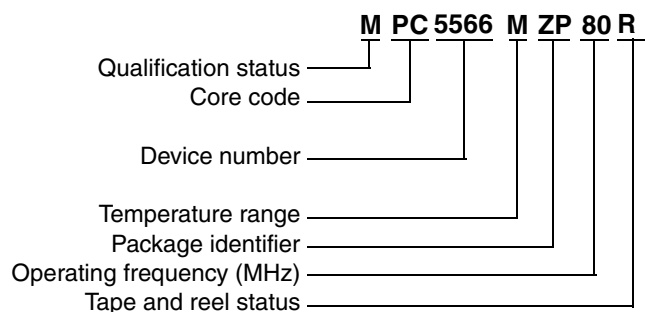 M PC 5566 M ZP 80 R
Qualification status
Core code
Device number
Temperature range
Package identifier
Operating frequency (MHz)
Tape and reel status